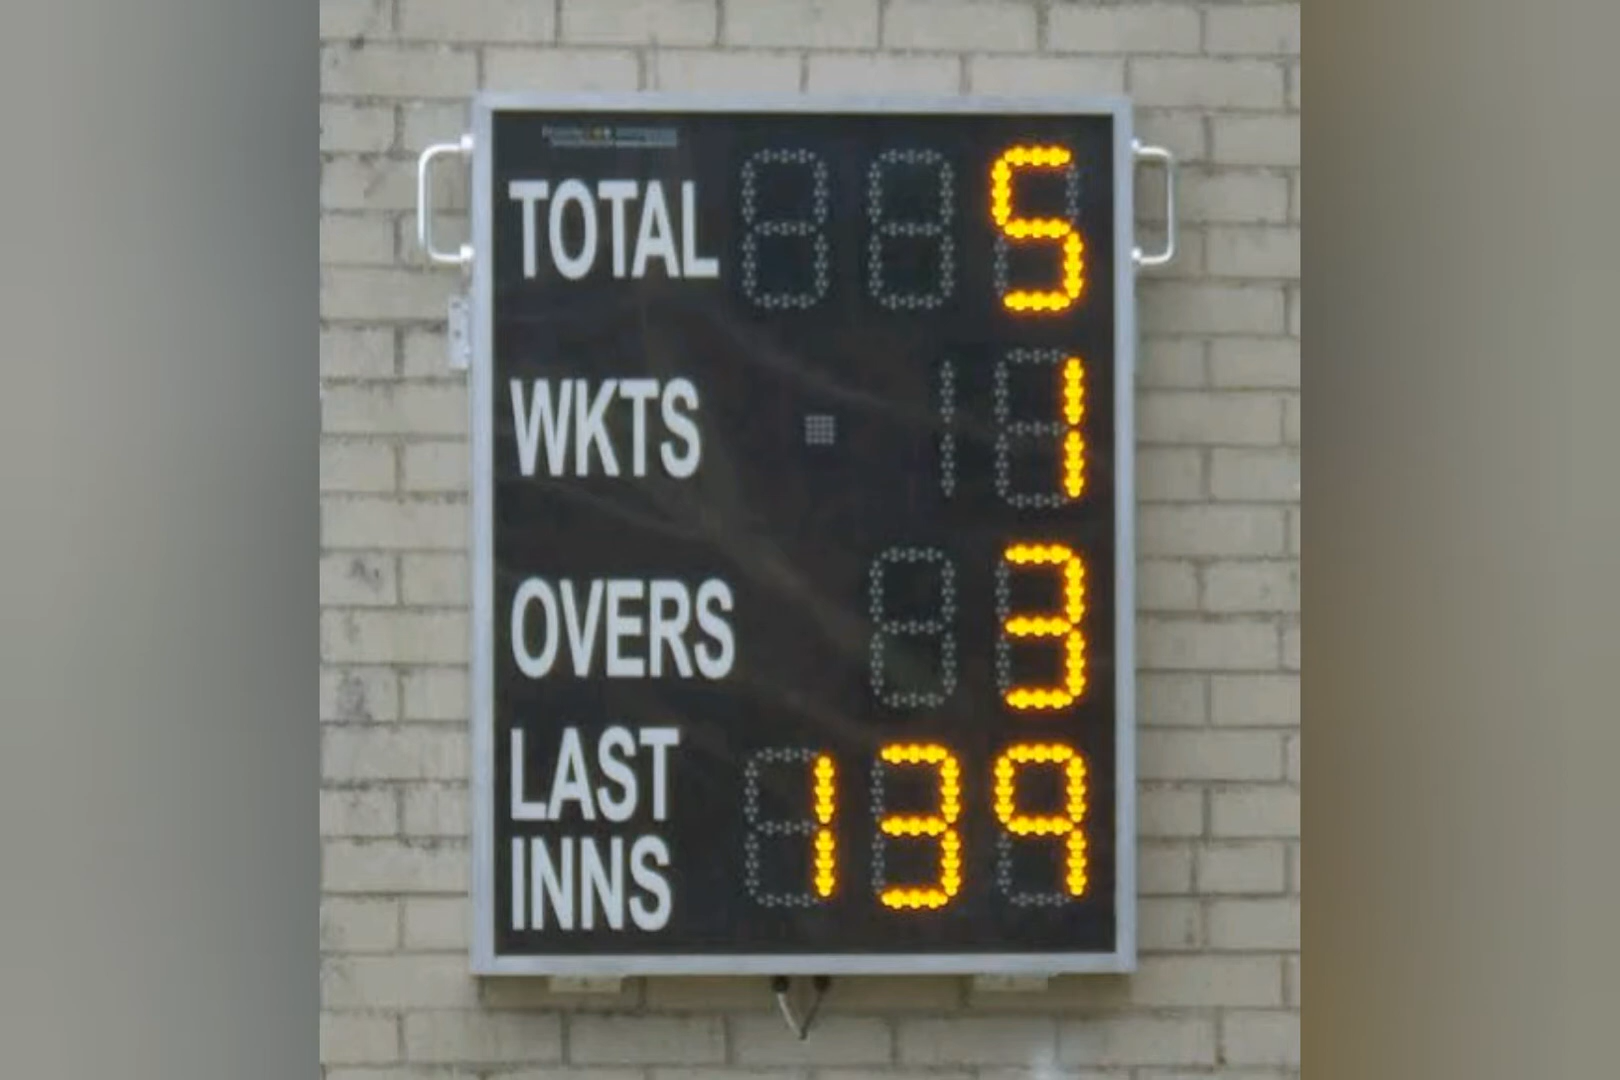 TOTAL 5
WKTS 1
OVERS 3
LAST
INNS 139